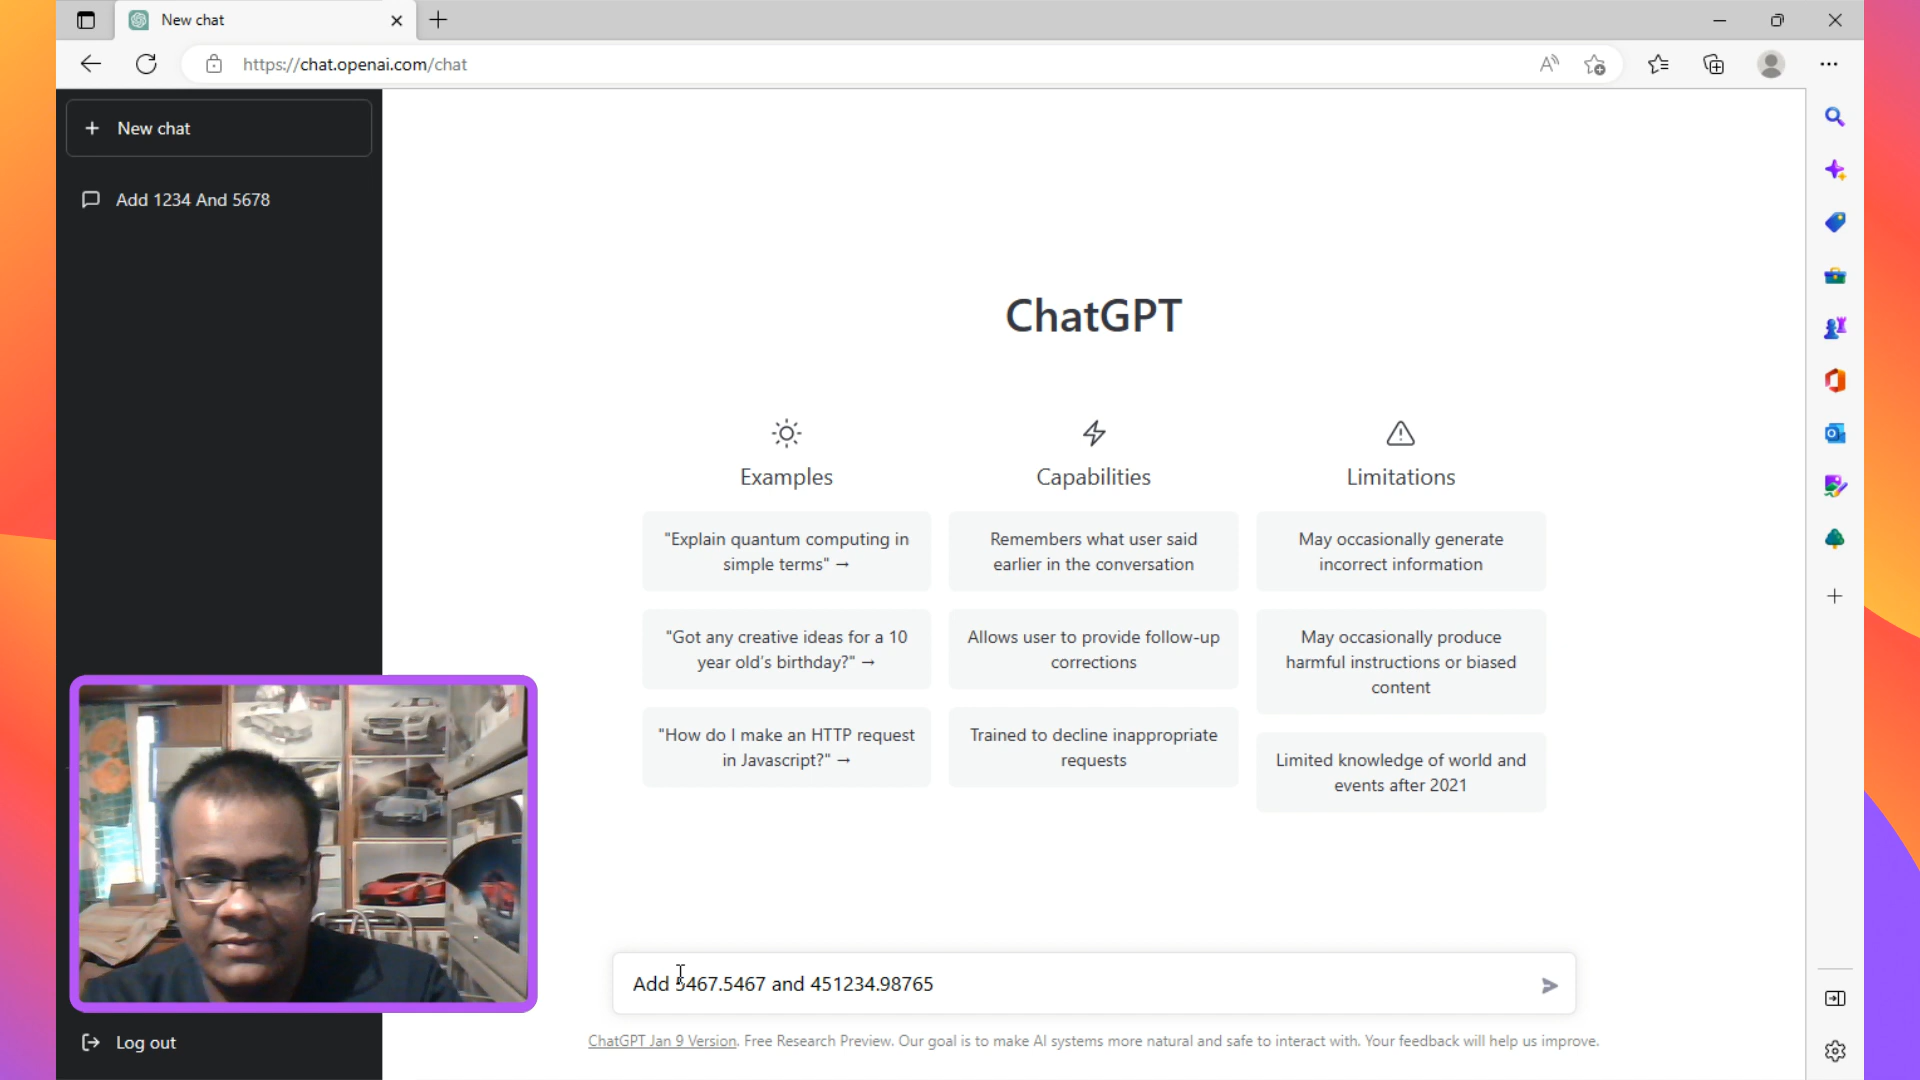 New chat
https://chat.openai.com/chat
New chat
Add 1234 And 5678
ChatGPT
Examples
Capabilities
Limitations
"Explain quantum computing in
simple terms" →
Remembers what user said
earlier in the conversation
May occasionally generate
incorrect information
"Got any creative ideas for a 10
year old's birthday?" →
Allows user to provide follow-up
corrections
May occasionally produce
harmful instructions or biased
content
"How do I make an HTTP request
in Javascript?" →
Trained to decline inappropriate
requests
Limited knowledge of world and
events after 2021
Add 5467.5467 and 451234.98765
ChatGPT Jan 9 Version. Free Research Preview. Our goal is to make AI systems more natural and safe to interact with. Your feedback will help us improve.
Log out